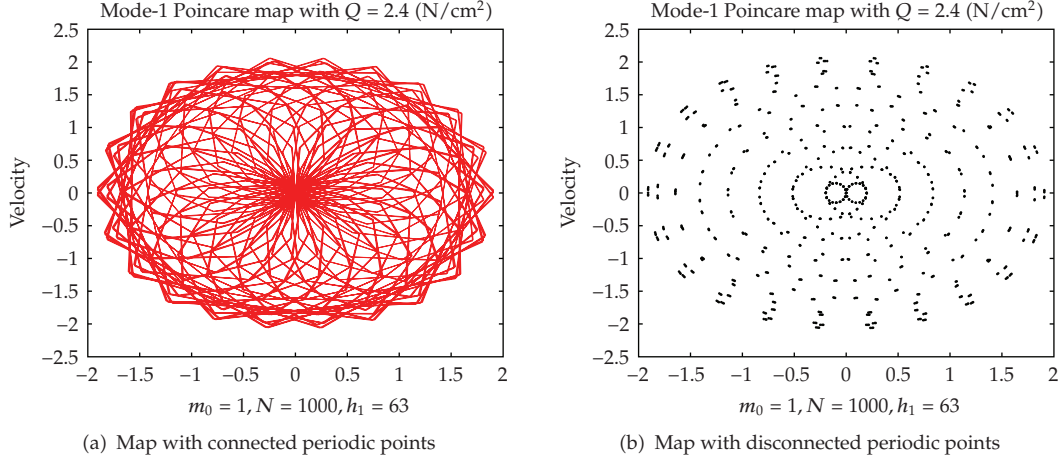 Mode-1 Poincare map with Q = 2.4 (N/cm²)
2.5
2
1.5
1
0.5
0
−0.5
−1
−1.5
−2
−2.5
Velocity
−2 −1.5 −1 −0.5 0 0.5 1 1.5 2
m₀ = 1, N = 1000, h₁ = 63
(a) Map with connected periodic points
Mode-1 Poincare map with Q = 2.4 (N/cm²)
2.5
2
1.5
1
0.5
0
−0.5
−1
−1.5
−2
−2.5
Velocity
−2 −1.5 −1 −0.5 0 0.5 1 1.5 2
m₀ = 1, N = 1000, h₁ = 63
(b) Map with disconnected periodic points